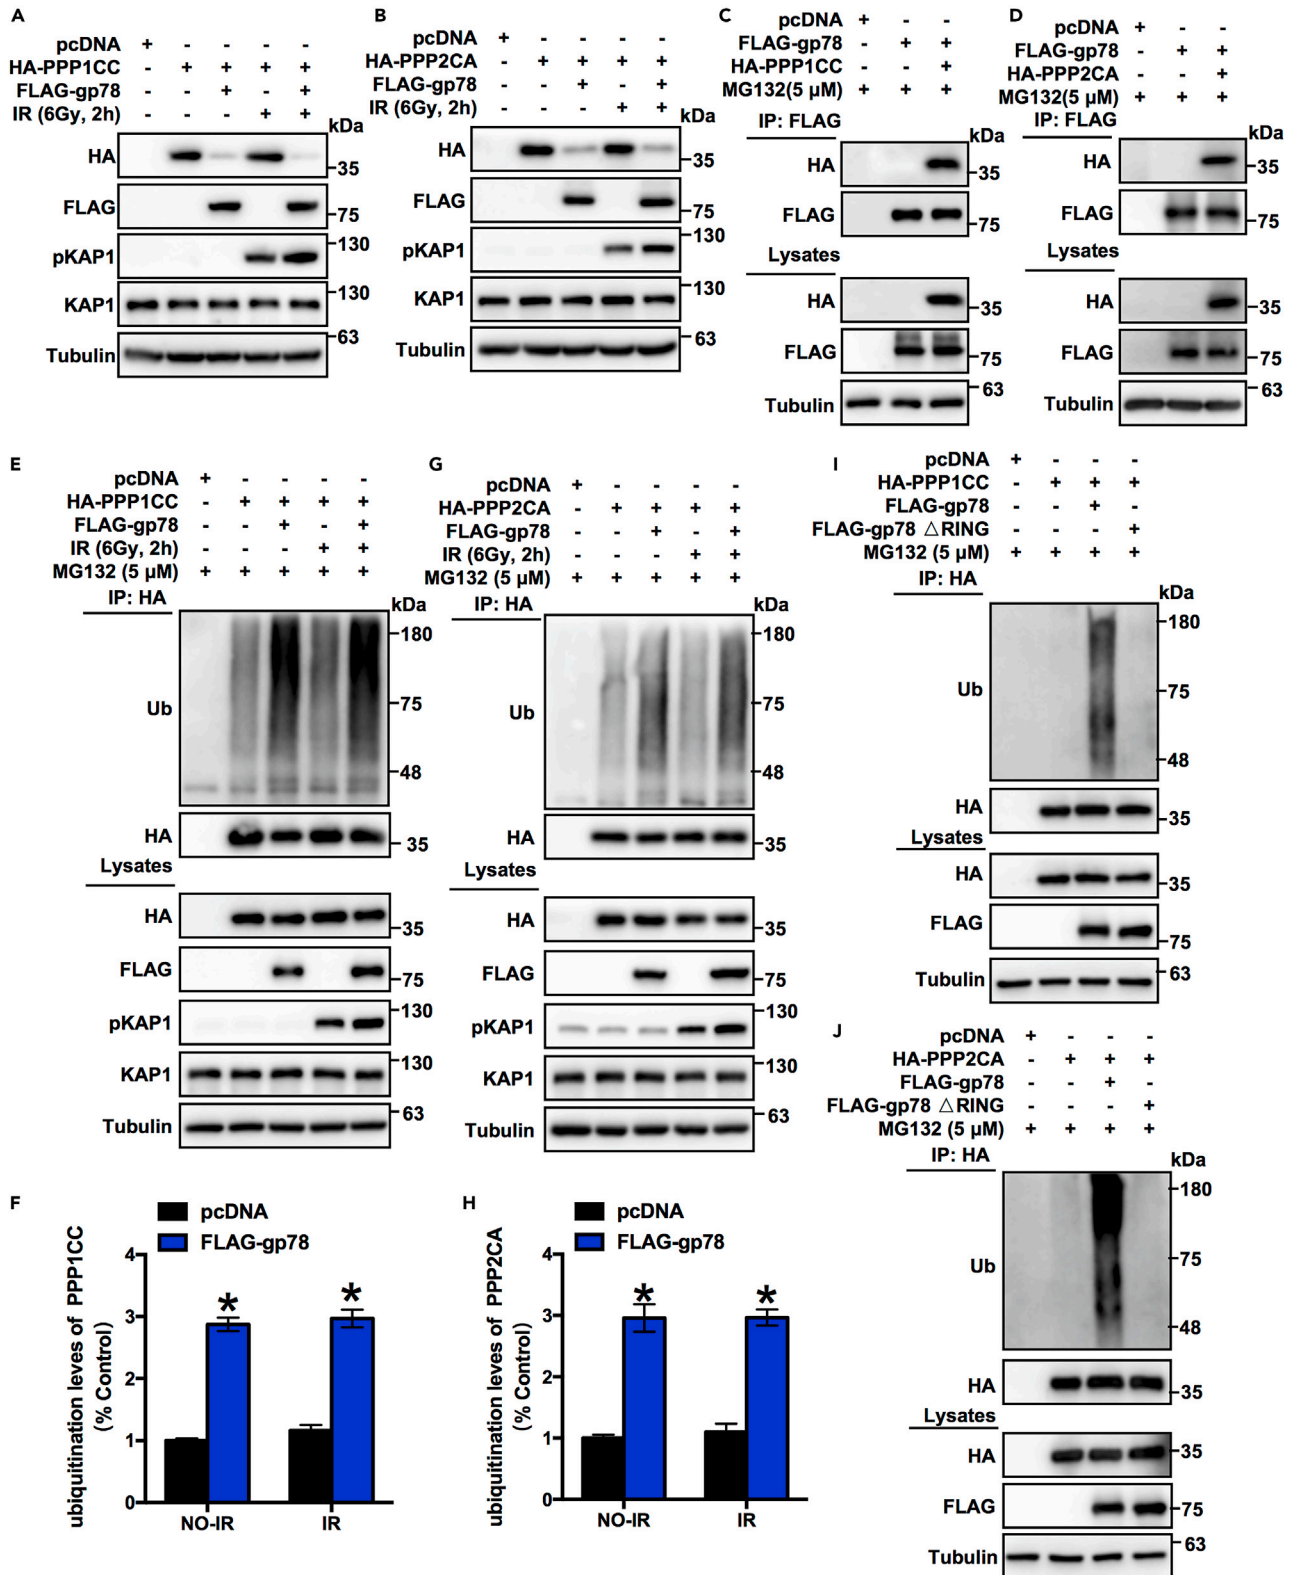 A
pcDNA + - - - -
HA-PPP1CC - + + + +
FLAG-gp78 - - + - +
IR (6Gy, 2h) - - - + +
kDa
HA 35
FLAG 75
pKAP1 130
KAP1 130
Tubulin 63
B
pcDNA + - - - -
HA-PPP2CA - + + + +
FLAG-gp78 - - + - +
IR (6Gy, 2h) - - - + +
kDa
HA 35
FLAG 75
pKAP1 130
KAP1 130
Tubulin 63
C
pcDNA + - -
FLAG-gp78 - + +
HA-PPP1CC - - +
MG132(5 μM) + + +
IP: FLAG
kDa
HA 35
FLAG 75
Lysates
HA 35
FLAG 75
Tubulin 63
D
pcDNA + - -
FLAG-gp78 - + +
HA-PPP2CA - - +
MG132(5 μM) + + +
IP: FLAG
kDa
HA 35
FLAG 75
Lysates
HA 35
FLAG 75
Tubulin 63
E
pcDNA + - - - -
HA-PPP1CC - + + + +
FLAG-gp78 - - + - +
IR (6Gy, 2h) - - - + +
MG132 (5 μM) + + + + +
IP: HA
kDa
180
Ub 75
48
HA 35
Lysates
HA 35
FLAG 75
pKAP1 130
KAP1 130
Tubulin 63
G
pcDNA + - - - -
HA-PPP2CA - + + + +
FLAG-gp78 - - + - +
IR (6Gy, 2h) - - - + +
MG132 (5 μM) + + + + +
IP: HA
kDa
180
Ub 75
48
HA 35
Lysates
HA 35
FLAG 75
pKAP1 130
KAP1 130
Tubulin 63
I
pcDNA + - - -
HA-PPP1CC - + + +
FLAG-gp78 - - + -
FLAG-gp78 △RING - - - +
MG132 (5 μM) + + + +
IP: HA
kDa
180
Ub 75
48
HA 35
Lysates
HA 35
FLAG 75
Tubulin 63
J
pcDNA + - - -
HA-PPP2CA - + + +
FLAG-gp78 - - + -
FLAG-gp78 △RING - - - +
MG132 (5 μM) + + + +
IP: HA
kDa
180
Ub 75
48
HA 35
Lysates
HA 35
FLAG 75
Tubulin 63
F
pcDNA
FLAG-gp78
ubiquitination leves of PPP1CC
(% Control)
4
3
2
1
0
* *
NO-IR IR
H
pcDNA
FLAG-gp78
ubiquitination leves of PPP2CA
(% Control)
4
3
2
1
0
* *
NO-IR IR